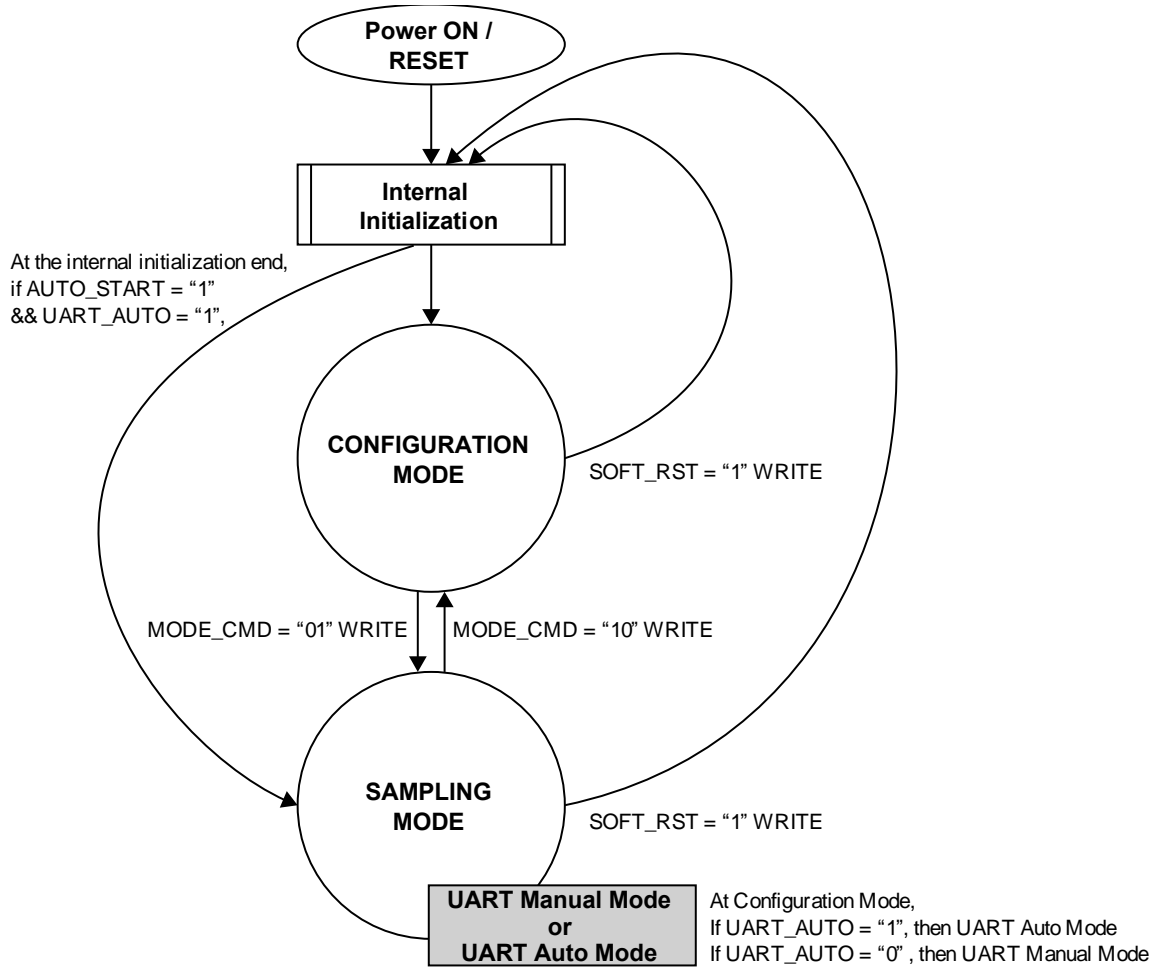 Power ON /
RESET
Internal
Initialization
At the internal initialization end,
if AUTO_START = “1”
&& UART_AUTO = “1”,
CONFIGURATION
MODE
SOFT_RST = “1” WRITE
MODE_CMD = “01” WRITE
MODE_CMD = “10” WRITE
SAMPLING
MODE
SOFT_RST = “1” WRITE
UART Manual Mode
or
UART Auto Mode
At Configuration Mode,
If UART_AUTO = “1”, then UART Auto Mode
If UART_AUTO = “0” , then UART Manual Mode